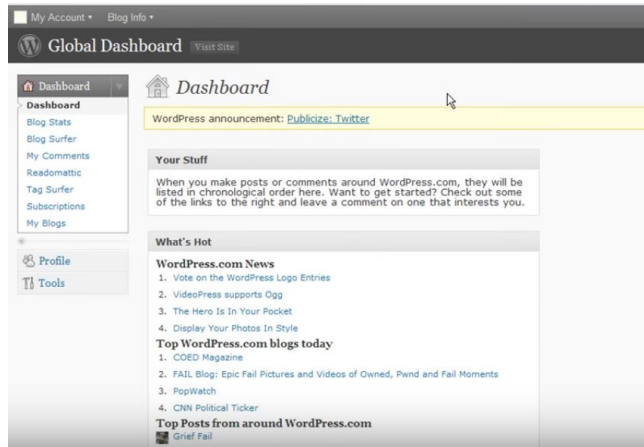 My Account ▾ Blog Info ▾
Global Dashboard Visit Site
Dashboard
Dashboard
Blog Stats
Blog Surfer
My Comments
Readomattic
Tag Surfer
Subscriptions
My Blogs
Profile
Tools
Dashboard
WordPress announcement: Publicize: Twitter
Your Stuff
When you make posts or comments around WordPress.com, they will be
listed in chronological order here. Want to get started? Check out some
of the links to the right and leave a comment on one that interests you.
What's Hot
WordPress.com News
1. Vote on the WordPress Logo Entries
2. VideoPress supports Ogg
3. The Hero Is In Your Pocket
4. Display Your Photos In Style
Top WordPress.com blogs today
1. COED Magazine
2. FAIL Blog: Epic Fail Pictures and Videos of Owned, Pwnd and Fail Moments
3. PopWatch
4. CNN Political Ticker
Top Posts from around WordPress.com
Grief Fail